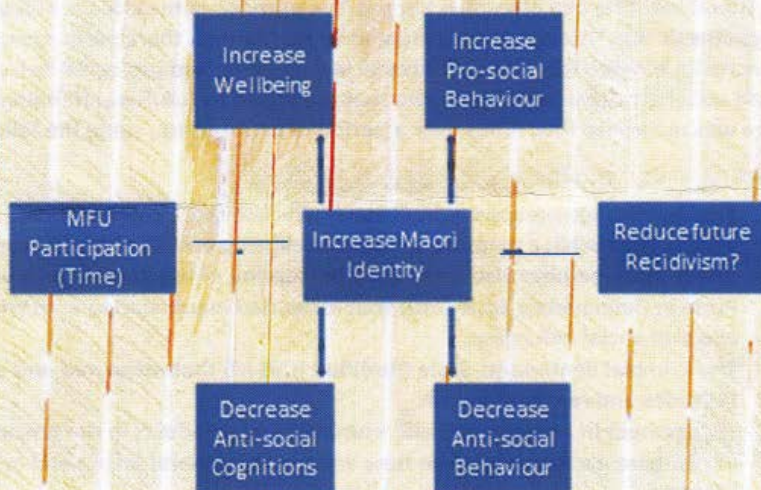 Increase
Wellbeing
Increase
Pro-social
Behaviour
MFU
Participation
(Time)
Increase Maori
Identity
Reduce future
Recidivism?
Decrease
Anti-social
Cognitions
Decrease
Anti-social
Behaviour